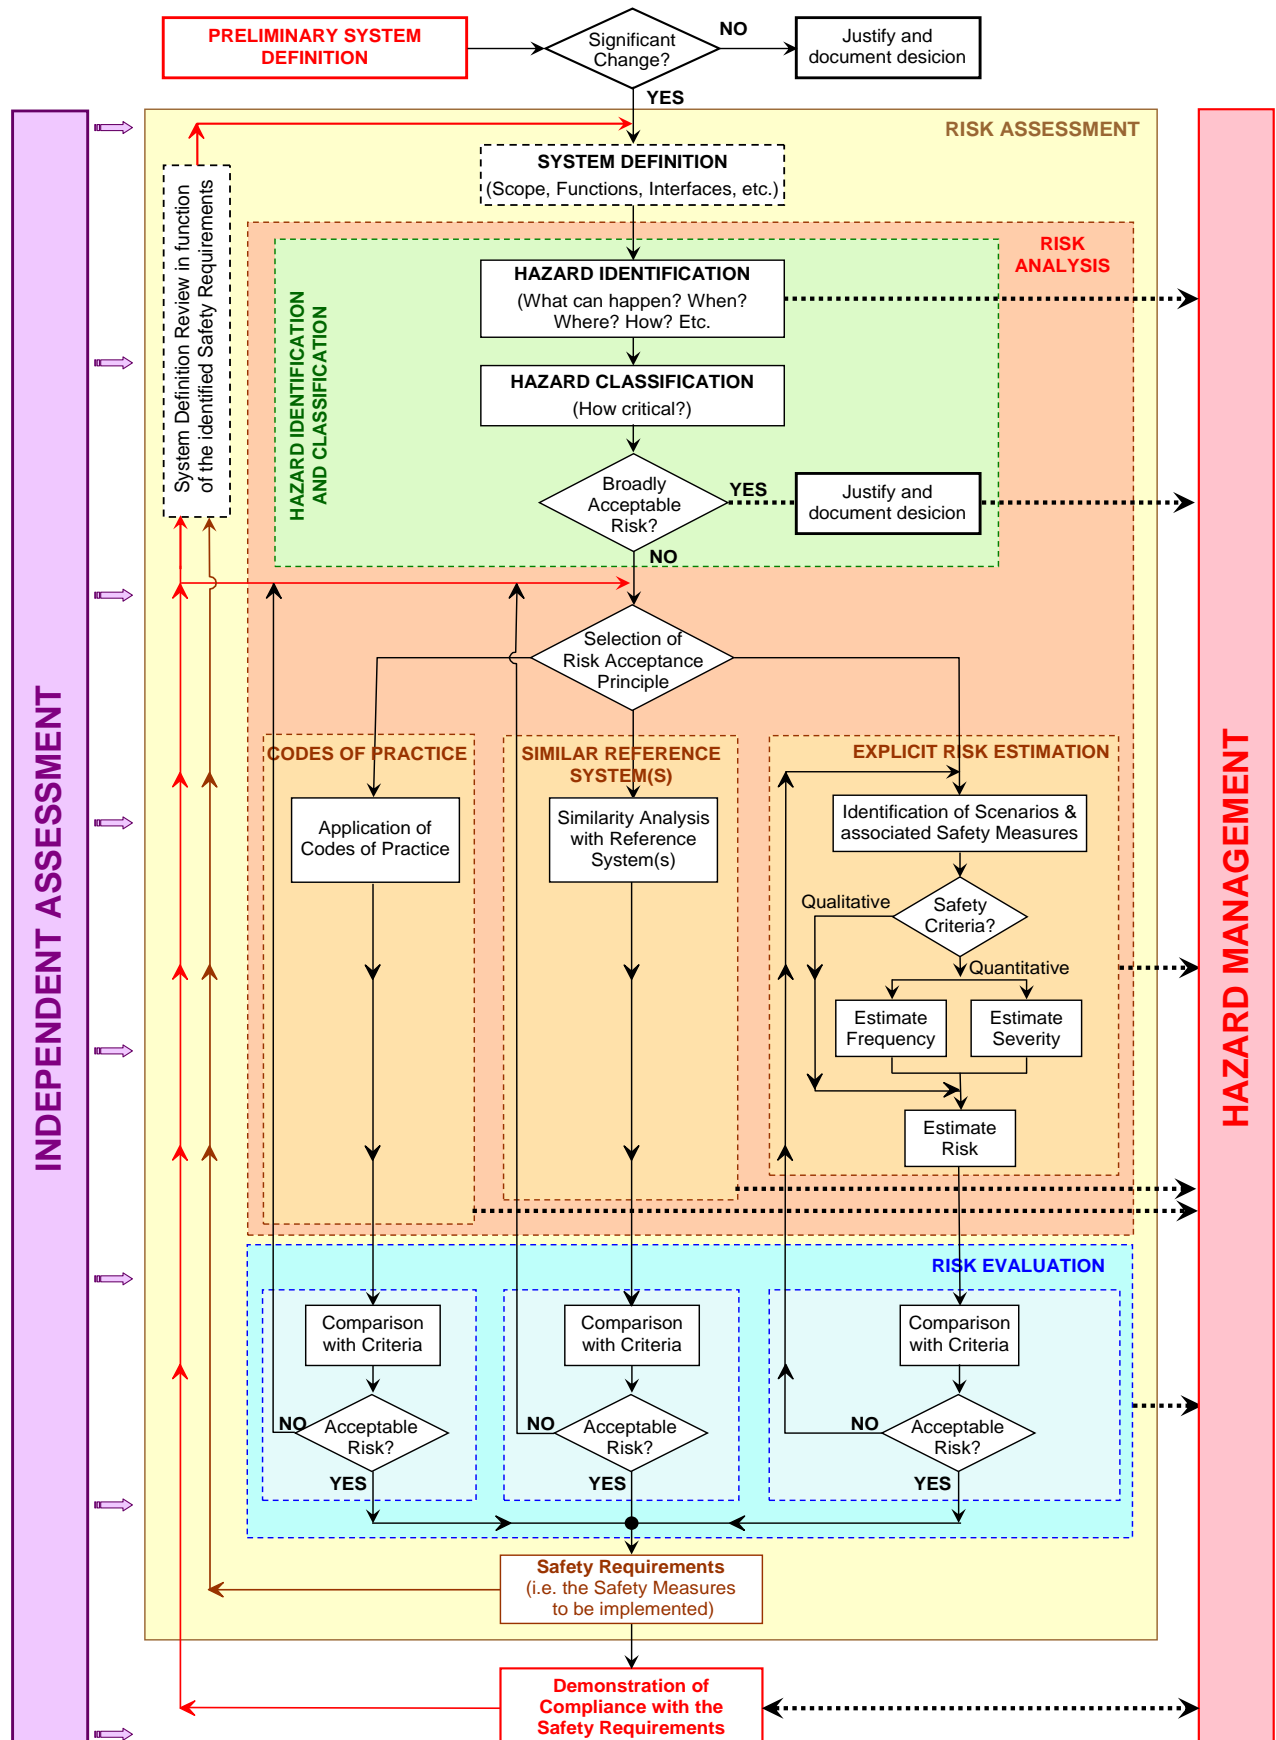 PRELIMINARY SYSTEM
DEFINITION
Significant
Change?
NO
Justify and
document desicion
YES
RISK ASSESSMENT
SYSTEM DEFINITION
(Scope, Functions, Interfaces, etc.)
System Definition Review in function
of the identified Safety Requirements
RISK
ANALYSIS
HAZARD IDENTIFICATION
AND CLASSIFICATION
HAZARD IDENTIFICATION
(What can happen? When?
Where? How? Etc.
HAZARD CLASSIFICATION
(How critical?)
Broadly
Acceptable
Risk?
YES
Justify and
document desicion
NO
Selection of
Risk Acceptance
Principle
INDEPENDENT ASSESSMENT
HAZARD MANAGEMENT
CODES OF PRACTICE
Application of
Codes of Practice
SIMILAR REFERENCE
SYSTEM(S)
Similarity Analysis
with Reference
System(s)
EXPLICIT RISK ESTIMATION
Identification of Scenarios &
associated Safety Measures
Qualitative
Safety
Criteria?
Quantitative
Estimate
Frequency
Estimate
Severity
Estimate
Risk
RISK EVALUATION
Comparison
with Criteria
Comparison
with Criteria
Comparison
with Criteria
NO
Acceptable
Risk?
YES
NO
Acceptable
Risk?
YES
NO
Acceptable
Risk?
YES
Safety Requirements
(i.e. the Safety Measures
to be implemented)
Demonstration of
Compliance with the
Safety Requirements